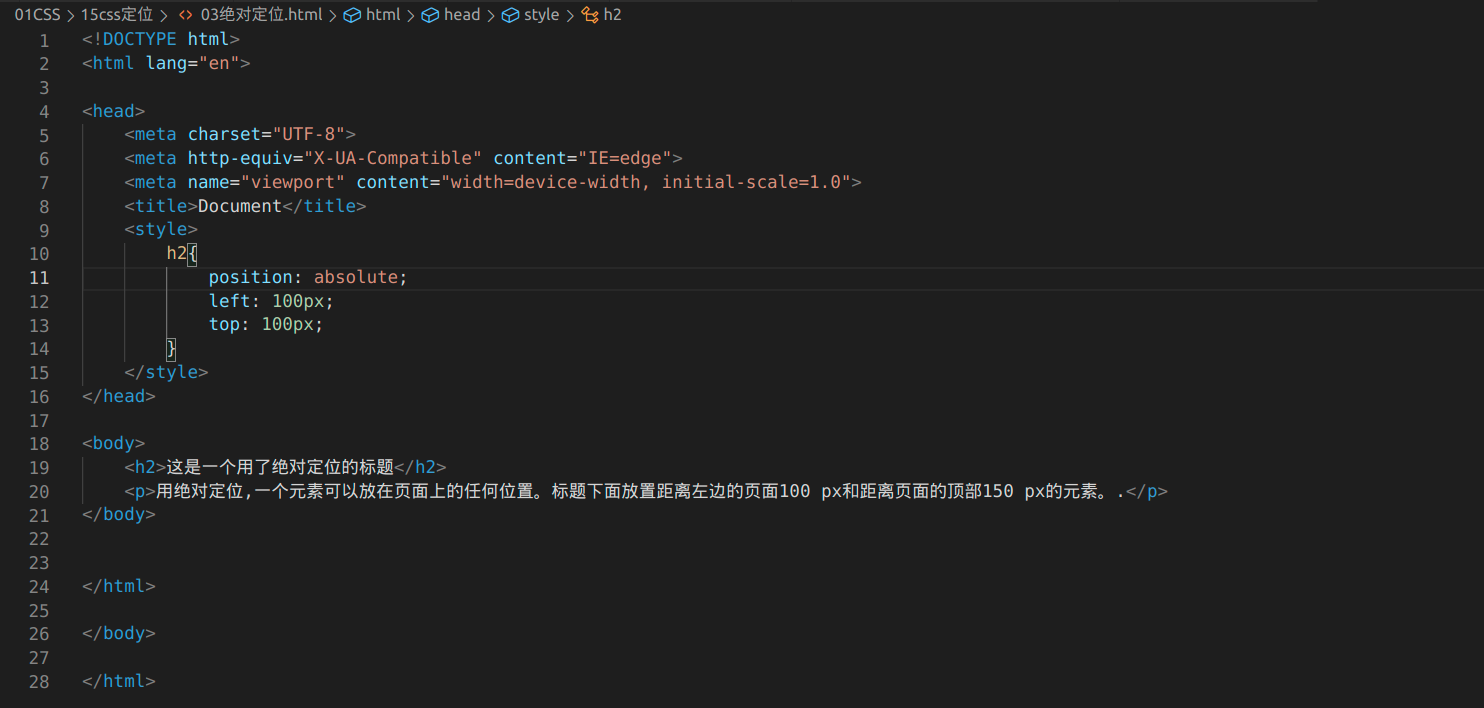 01CSS > 15css定位 > <> 03绝对定位.html > html > head > style > h2
1 <!DOCTYPE html>
2 <html lang="en">
3
4 <head>
5     <meta charset="UTF-8">
6     <meta http-equiv="X-UA-Compatible" content="IE=edge">
7     <meta name="viewport" content="width=device-width, initial-scale=1.0">
8     <title>Document</title>
9     <style>
10         h2{
11             position: absolute;
12             left: 100px;
13             top: 100px;
14         }
15     </style>
16 </head>
17
18 <body>
19     <h2>这是一个用了绝对定位的标题</h2>
20     <p>用绝对定位,一个元素可以放在页面上的任何位置。标题下面放置距离左边的页面100 px和距离页面的顶部150 px的元素。.</p>
21 </body>
22
23
24 </html>
25
26 </body>
27
28 </html>